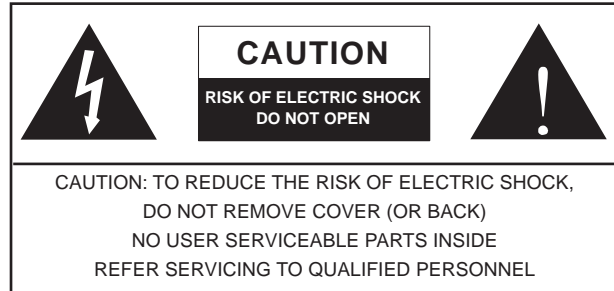 CAUTION
RISK OF ELECTRIC SHOCK
DO NOT OPEN
CAUTION: TO REDUCE THE RISK OF ELECTRIC SHOCK,
DO NOT REMOVE COVER (OR BACK)
NO USER SERVICEABLE PARTS INSIDE
REFER SERVICING TO QUALIFIED PERSONNEL